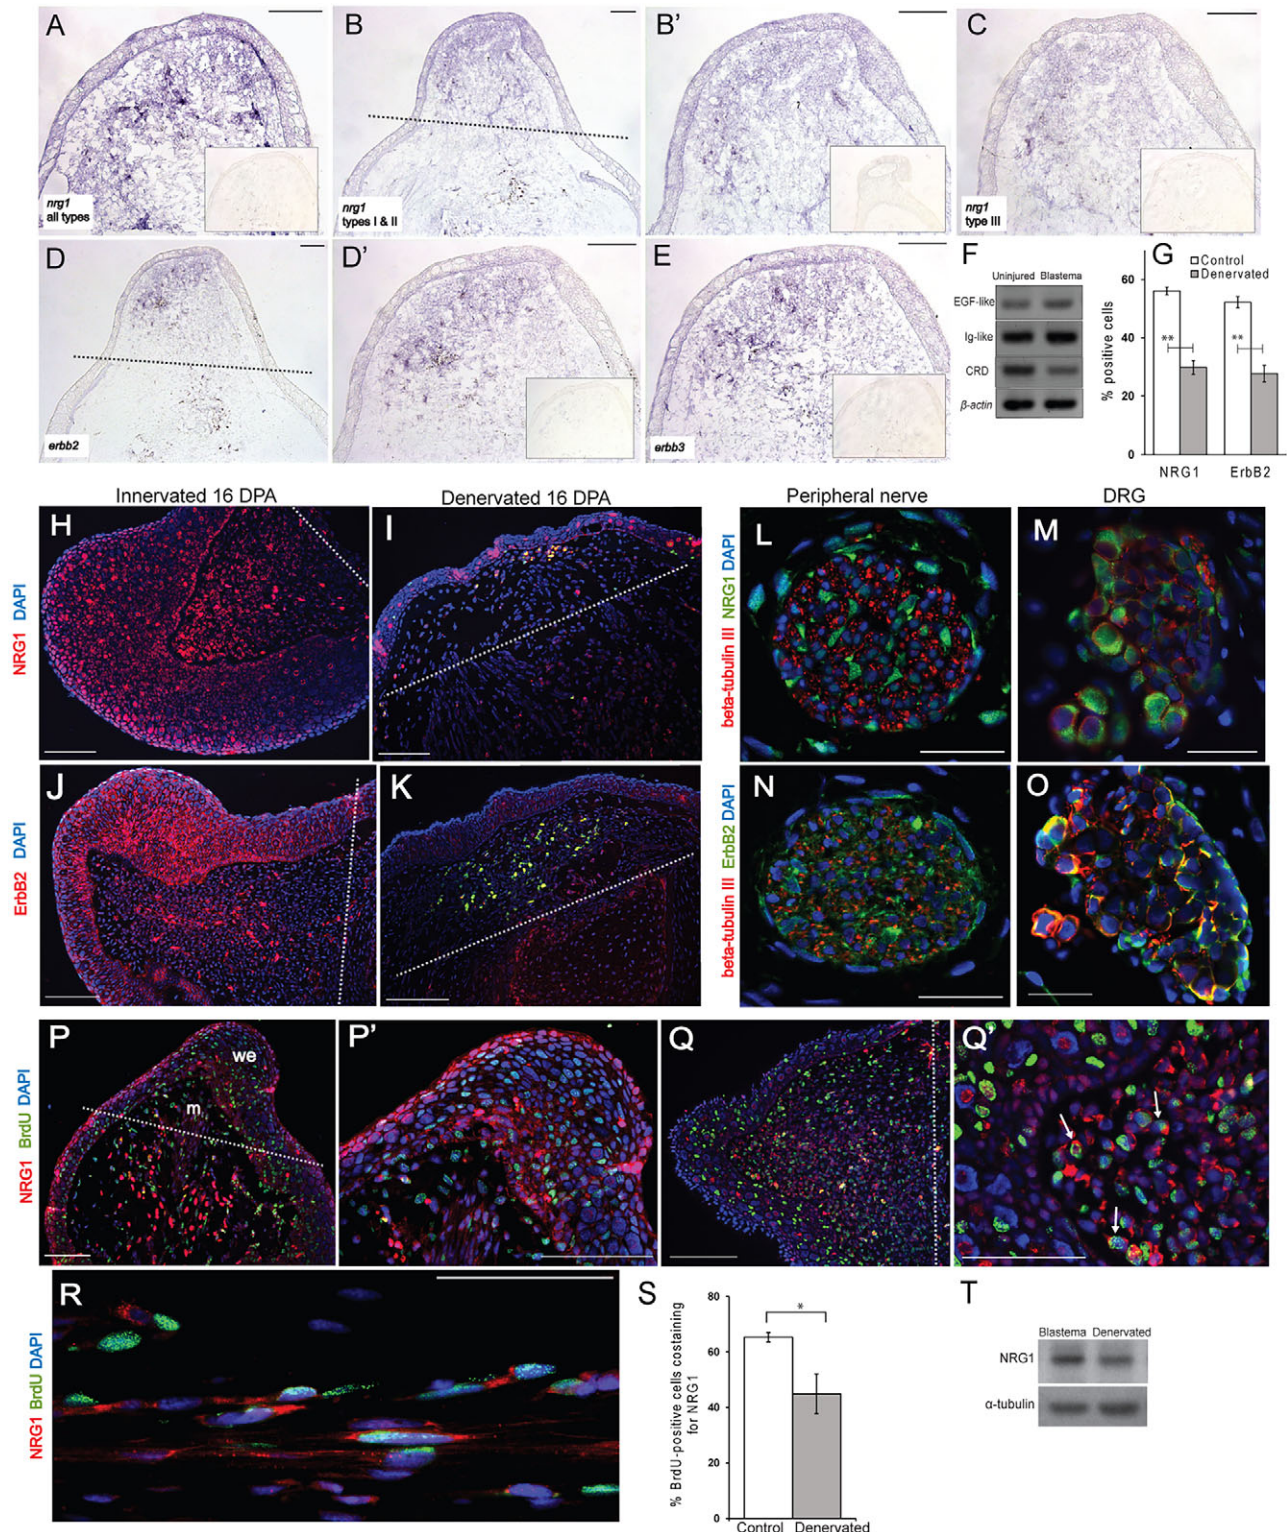 A
nrg1
all types
B
nrg1
types I & II
B'
C
nrg1
type III
D
erbb2
D'
E
erbb3
F
Uninjured Blastema
EGF-like
Ig-like
CRD
β-actin
G
Control
Denervated
% positive cells
60
40
20
0
**
**
NRG1 ErbB2
Innervated 16 DPA
Denervated 16 DPA
Peripheral nerve
DRG
NRG1 DAPI
H
I
beta-tubulin III NRG1 DAPI
L
M
ErbB2 DAPI
J
K
beta-tubulin III ErbB2 DAPI
N
O
NRG1 BrdU DAPI
P
we
m
P'
Q
Q'
NRG1 BrdU DAPI
R
S
% BrdU-positive cells costaining
for NRG1
80
60
40
20
0
*
Control Denervated
T
Blastema Denervated
NRG1
α-tubulin